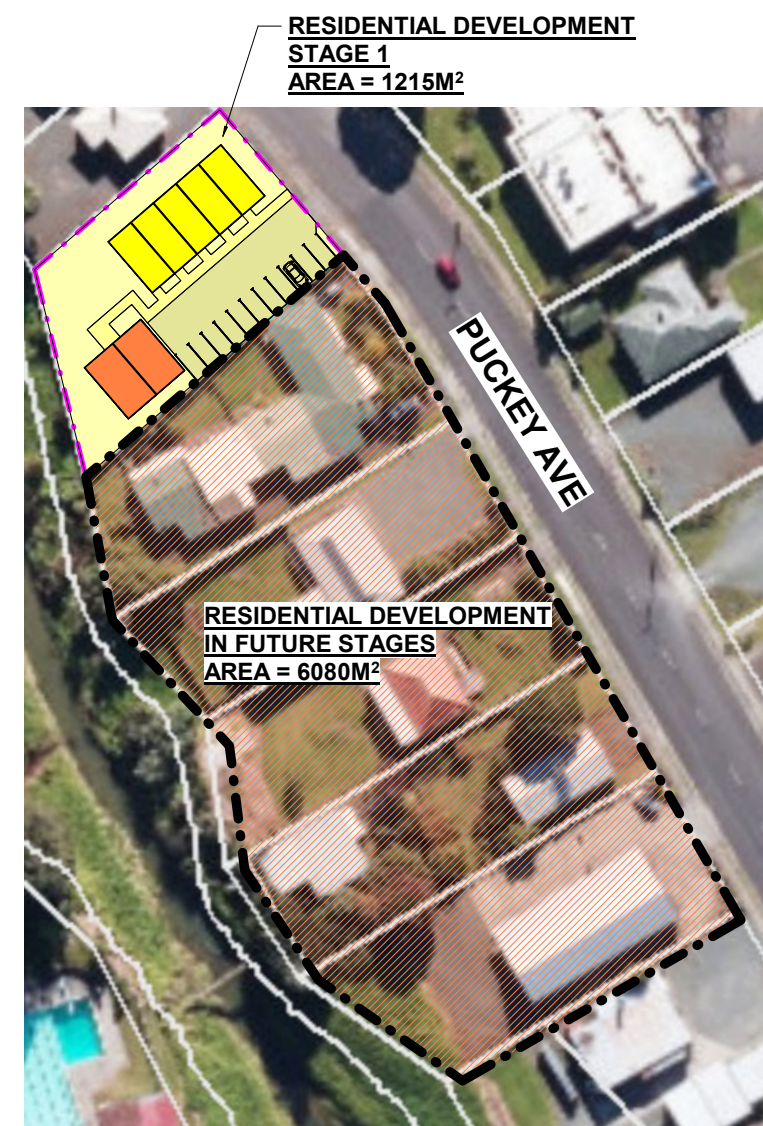 RESIDENTIAL DEVELOPMENT
STAGE 1
AREA = 1215M²
PUCKEY AVE
RESIDENTIAL DEVELOPMENT
IN FUTURE STAGES
AREA = 6080M²